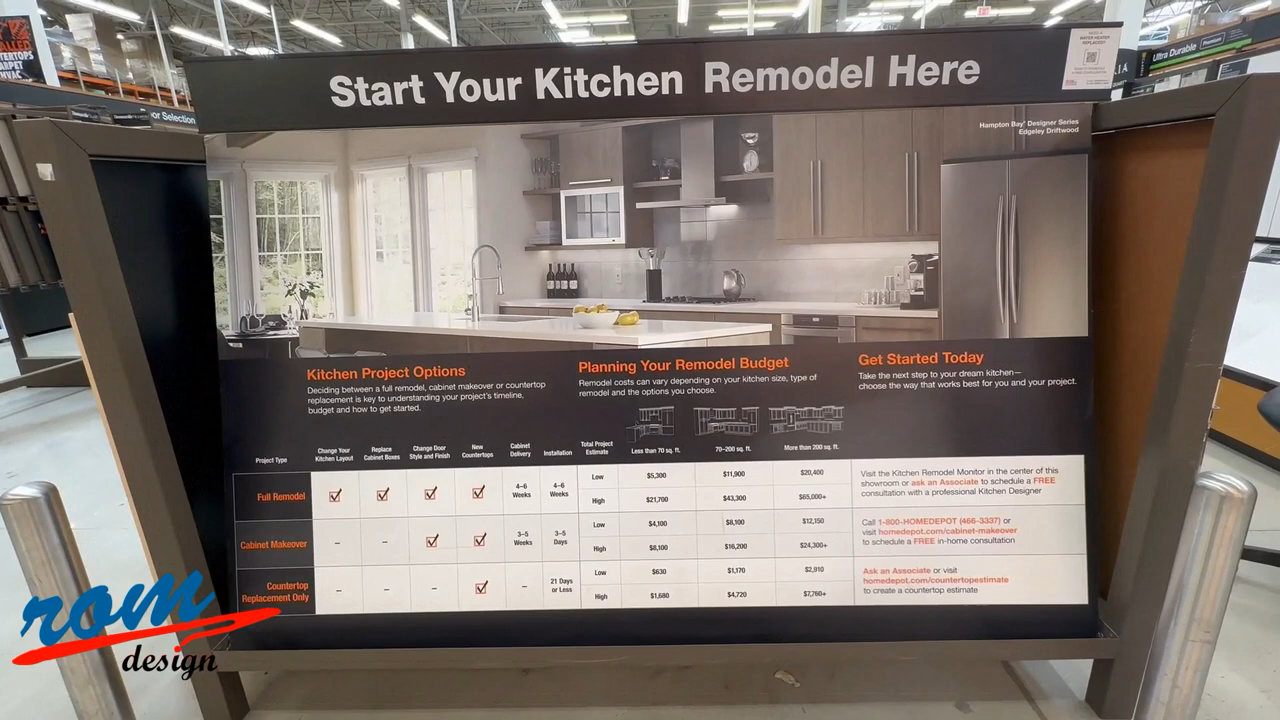 Start Your Kitchen Remodel Here
Hampton Bay® Designer Series
Edgeley Driftwood
Ultra Durable
or Selection
Kitchen Project Options
Deciding between a full remodel, cabinet makeover or countertop
replacement is key to understanding your project's timeline,
budget and how to get started.
Planning Your Remodel Budget
Remodel costs can vary depending on your kitchen size, type of
remodel and the options you choose.
Get Started Today
Take the next step to your dream kitchen—
choose the way that works best for you and your project.
Project Type
Change Your
Kitchen Layout
Replace
Cabinet Boxes
Change Door
Style and Finish
New
Countertops
Cabinet
Delivery
Installation
Total Project
Estimate
Less than 70 sq. ft.
70–200 sq. ft.
More than 200 sq. ft.
Full Remodel
4–6
Weeks
4–6
Weeks
Low $5,300 $11,900 $20,400
High $21,700 $43,300 $65,000+
Visit the Kitchen Remodel Monitor in the center of this
showroom or ask an Associate to schedule a FREE
consultation with a professional Kitchen Designer
Cabinet Makeover
– –
3–5
Weeks
3–5
Days
Low $4,100 $8,100 $12,150
High $8,100 $16,200 $24,300+
Call 1-800-HOMEDEPOT (466-3337) or
visit homedepot.com/cabinet-makeover
to schedule a FREE in-home consultation
Countertop
Replacement Only
– – – –
21 Days
or Less
Low $630 $1,170 $2,910
High $1,680 $4,720 $7,760+
Ask an Associate or visit
homedepot.com/countertopestimate
to create a countertop estimate
rom
design